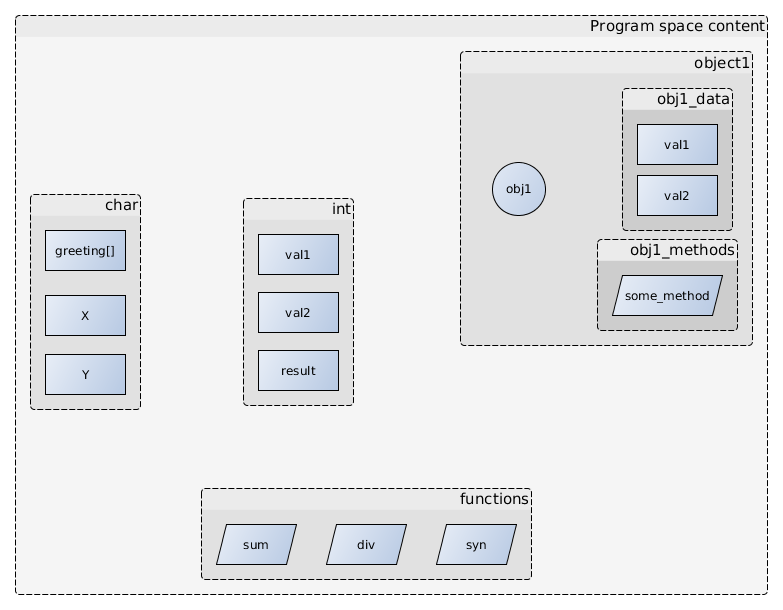 Program space content
object1
obj1_data
val1
val2
obj1
obj1_methods
some_method
char
greeting[]
X
Y
int
val1
val2
result
functions
sum
div
syn